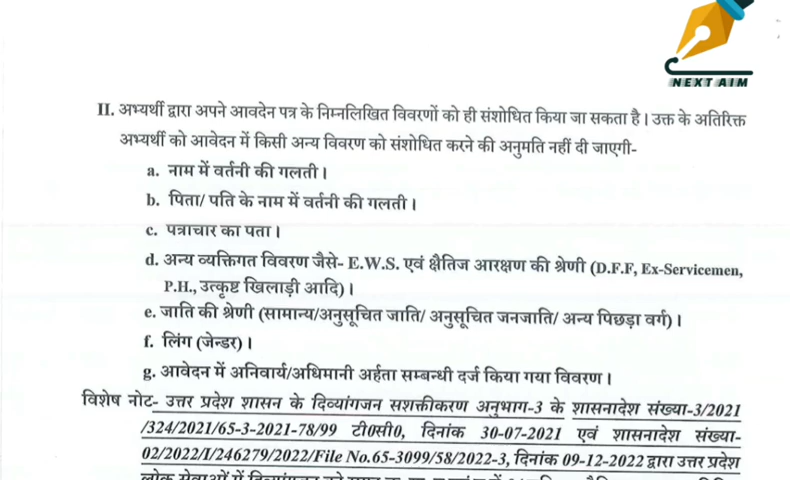 NEXT AIM
II. अभ्यर्थी द्वारा अपने आवदेन पत्र के निम्नलिखित विवरणों को ही संशोधित किया जा सकता है। उक्त के अतिरिक्त
अभ्यर्थी को आवेदन में किसी अन्य विवरण को संशोधित करने की अनुमति नहीं दी जाएगी-
a. नाम में वर्तनी की गलती।
b. पिता/ पति के नाम में वर्तनी की गलती।
c. पत्राचार का पता।
d. अन्य व्यक्तिगत विवरण जैसे- E.W.S. एवं क्षैतिज आरक्षण की श्रेणी (D.F.F, Ex-Servicemen,
P.H., उत्कृष्ट खिलाड़ी आदि)।
e. जाति की श्रेणी (सामान्य/अनुसूचित जाति/ अनुसूचित जनजाति/ अन्य पिछड़ा वर्ग)।
f. लिंग (जेन्डर)।
g. आवेदन में अनिवार्य/अधिमानी अर्हता सम्बन्धी दर्ज किया गया विवरण।
विशेष नोट- उत्तर प्रदेश शासन के दिव्यांगजन सशक्तीकरण अनुभाग-3 के शासनादेश संख्या-3/2021
/324/2021/65-3-2021-78/99 टी0सी0, दिनांक 30-07-2021 एवं शासनादेश संख्या-
02/2022/I/246279/2022/File No.65-3099/58/2022-3, दिनांक 09-12-2022 द्वारा उत्तर प्रदेश
लोक सेवाओं में दिव्यांगजन